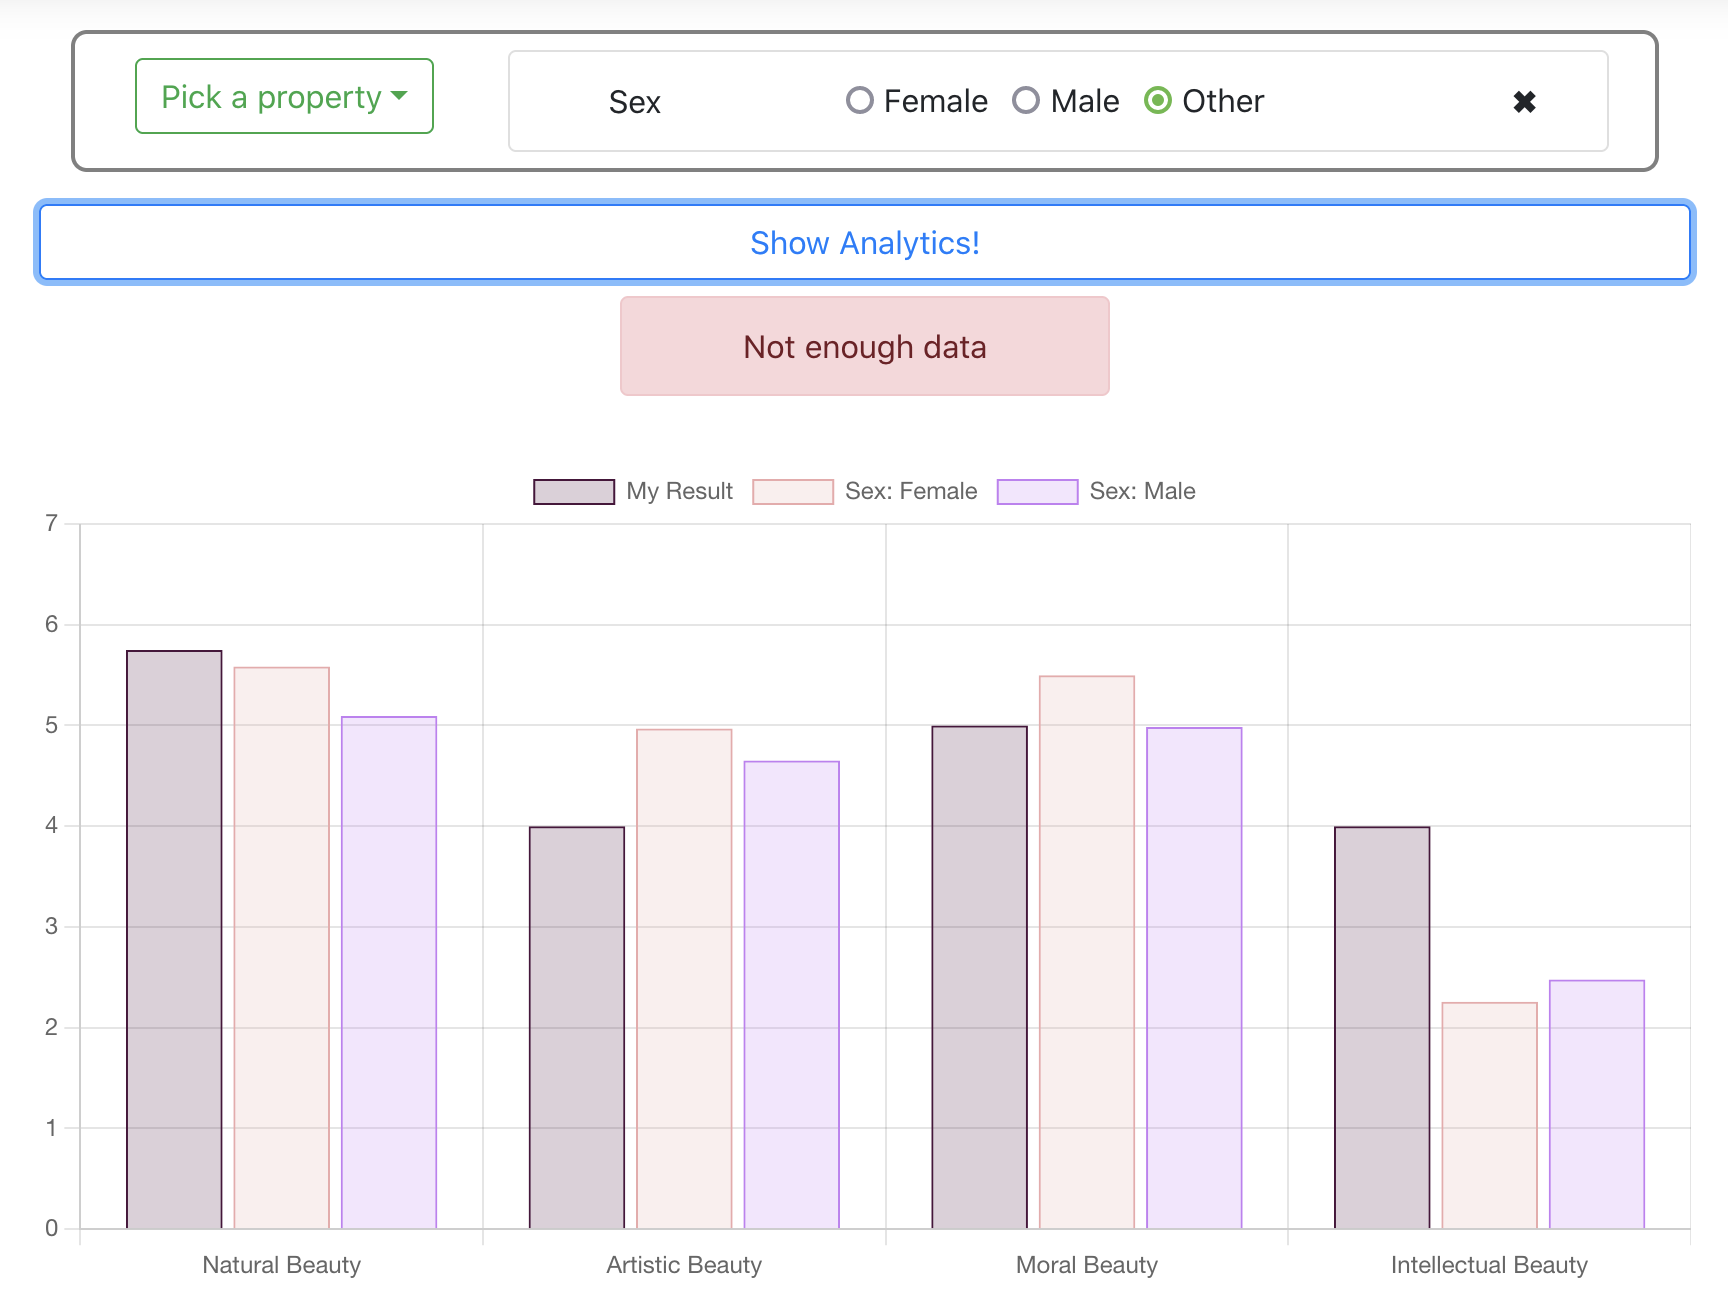 Pick a property
Sex Female Male Other ✖
Show Analytics!
Not enough data
My Result Sex: Female Sex: Male
7
6
5
4
3
2
1
0
Natural Beauty Artistic Beauty Moral Beauty Intellectual Beauty